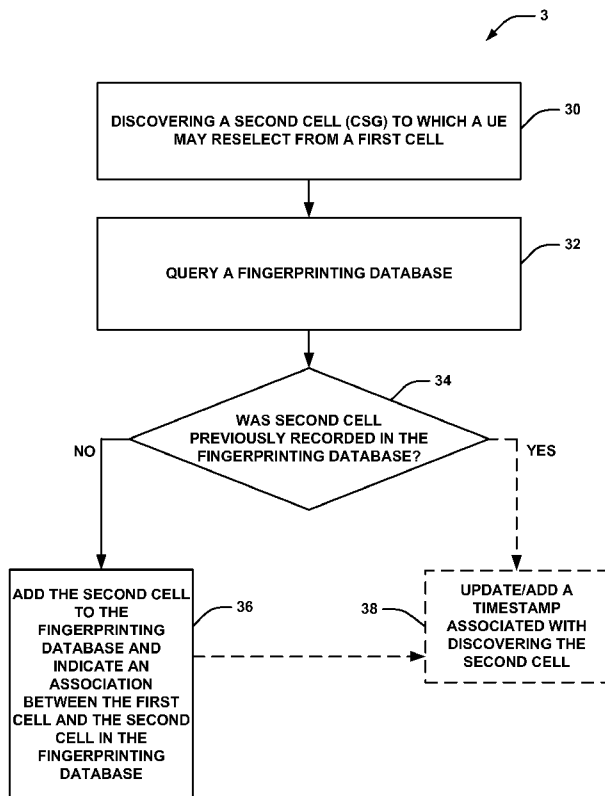 3
DISCOVERING A SECOND CELL (CSG) TO WHICH A UE
MAY RESELECT FROM A FIRST CELL
30
QUERY A FINGERPRINTING DATABASE
32
34
WAS SECOND CELL
PREVIOUSLY RECORDED IN THE
FINGERPRINTING DATABASE?
NO
YES
ADD THE SECOND CELL
TO THE
FINGERPRINTING
DATABASE AND
INDICATE AN
ASSOCIATION
BETWEEN THE FIRST
CELL AND THE SECOND
CELL IN THE
FINGERPRINTING
DATABASE
36
38
UPDATE/ADD A
TIMESTAMP
ASSOCIATED WITH
DISCOVERING THE
SECOND CELL